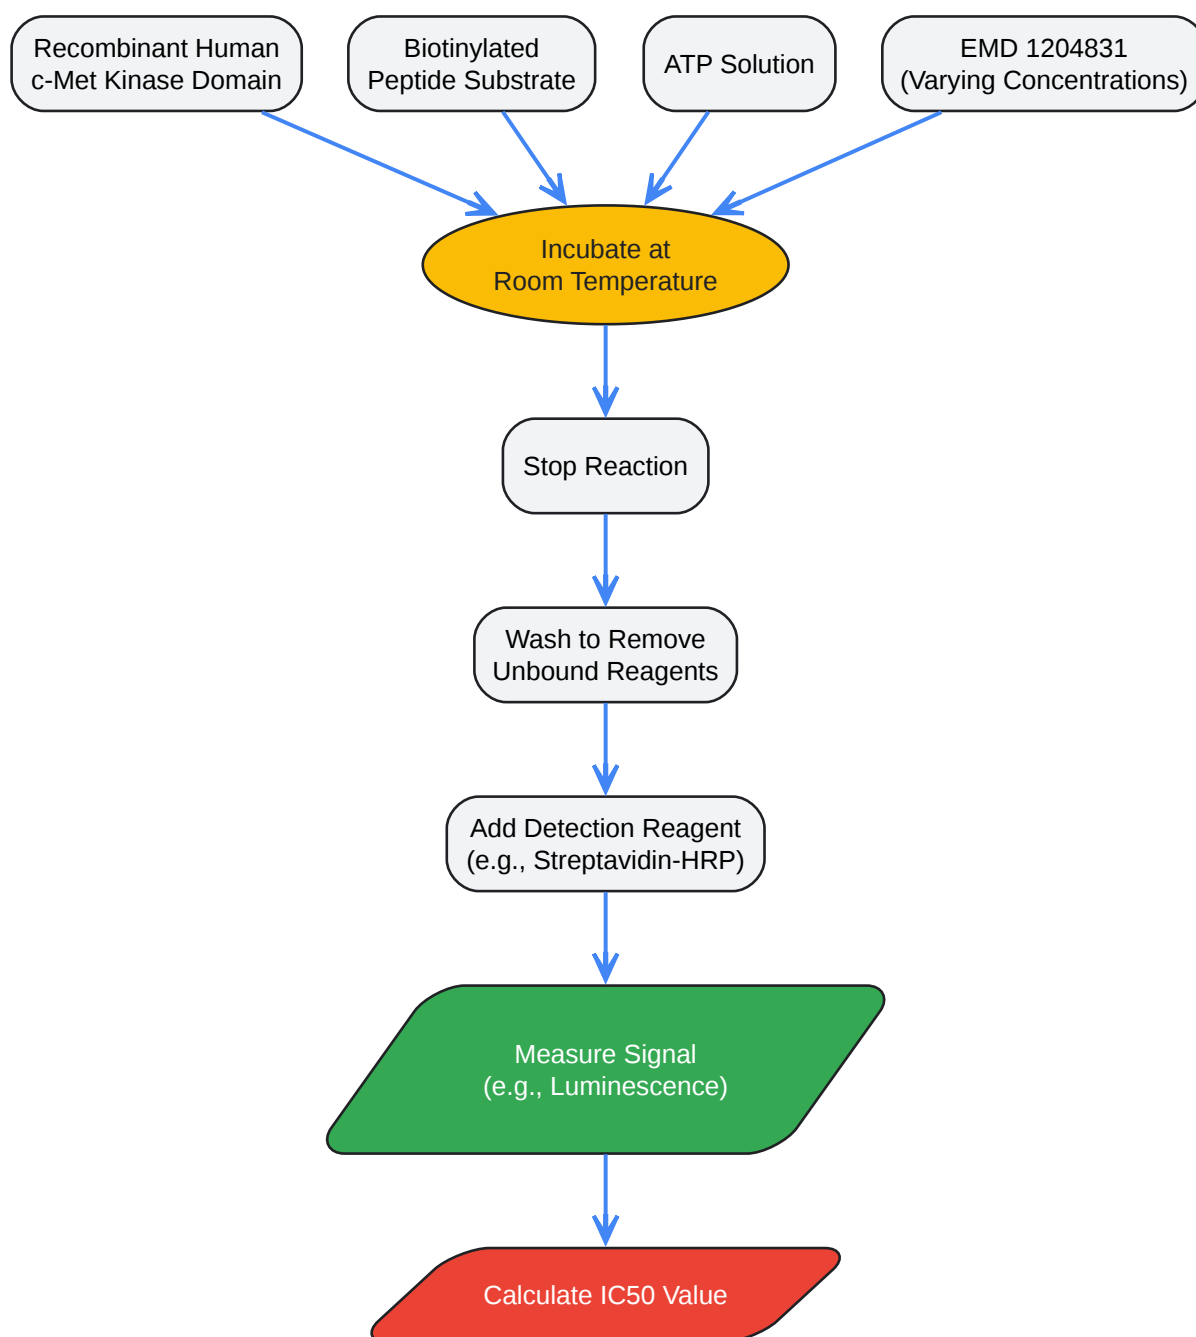 Recombinant Human
c-Met Kinase Domain
Biotinylated
Peptide Substrate
ATP Solution
EMD 1204831
(Varying Concentrations)
Incubate at
Room Temperature
Stop Reaction
Wash to Remove
Unbound Reagents
Add Detection Reagent
(e.g., Streptavidin-HRP)
Measure Signal
(e.g., Luminescence)
Calculate IC50 Value